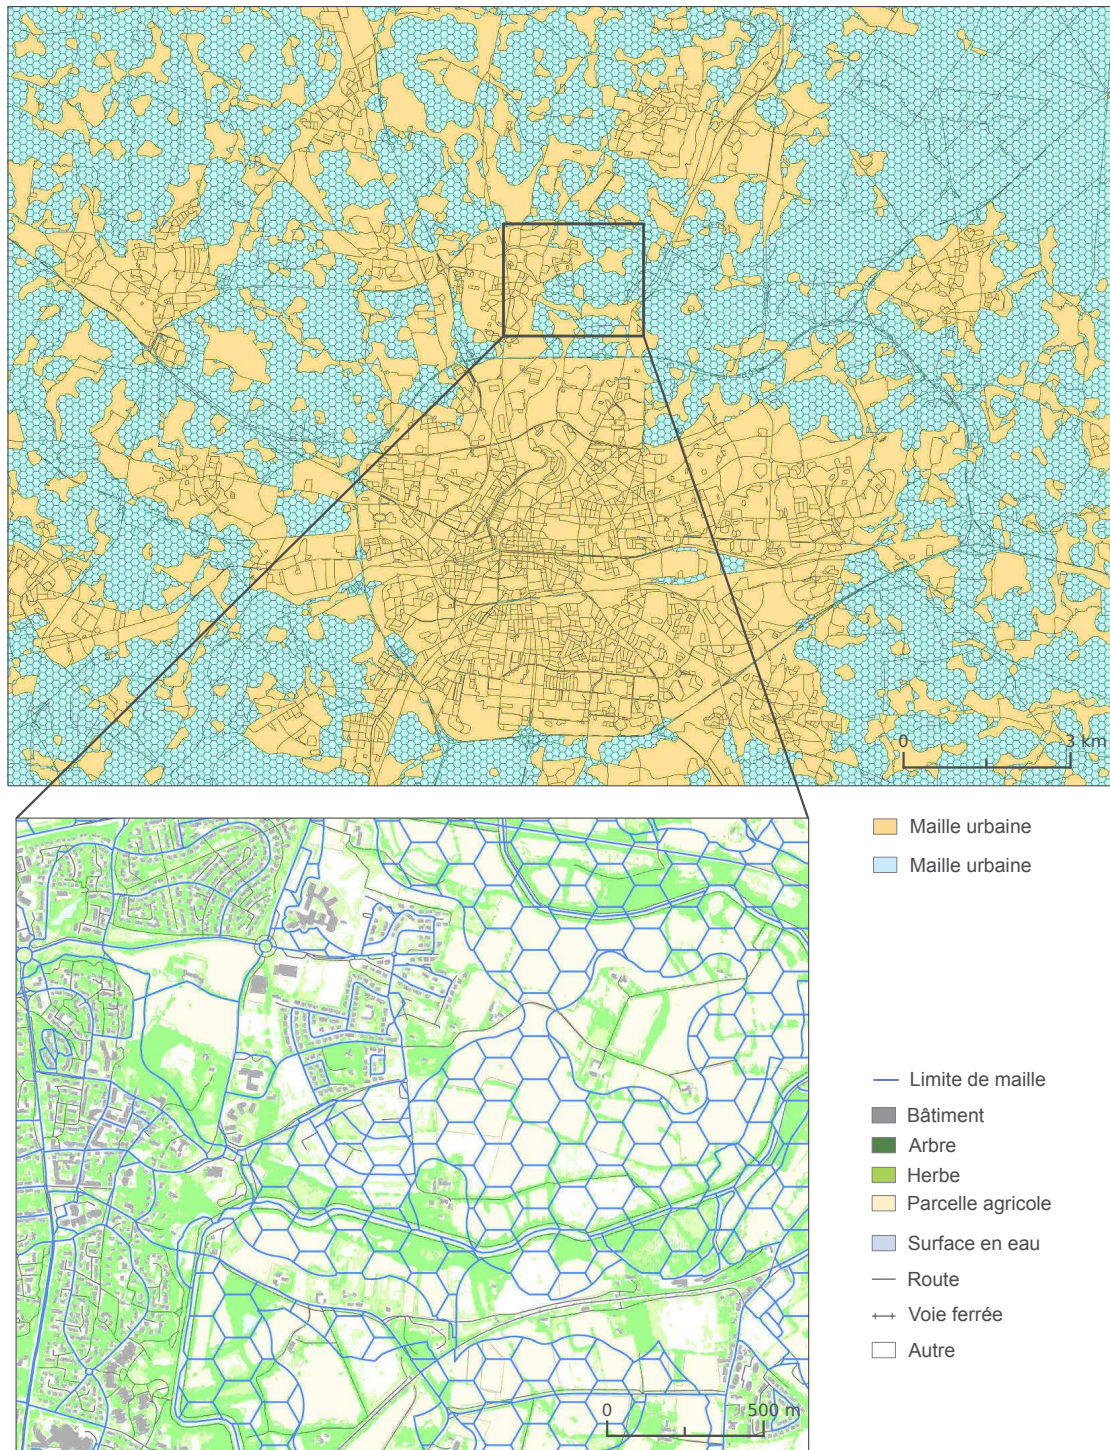 0 3 km
Maille urbaine
Maille urbaine
Limite de maille
Bâtiment
Arbre
Herbe
Parcelle agricole
Surface en eau
Route
Voie ferrée
Autre
0 500 m